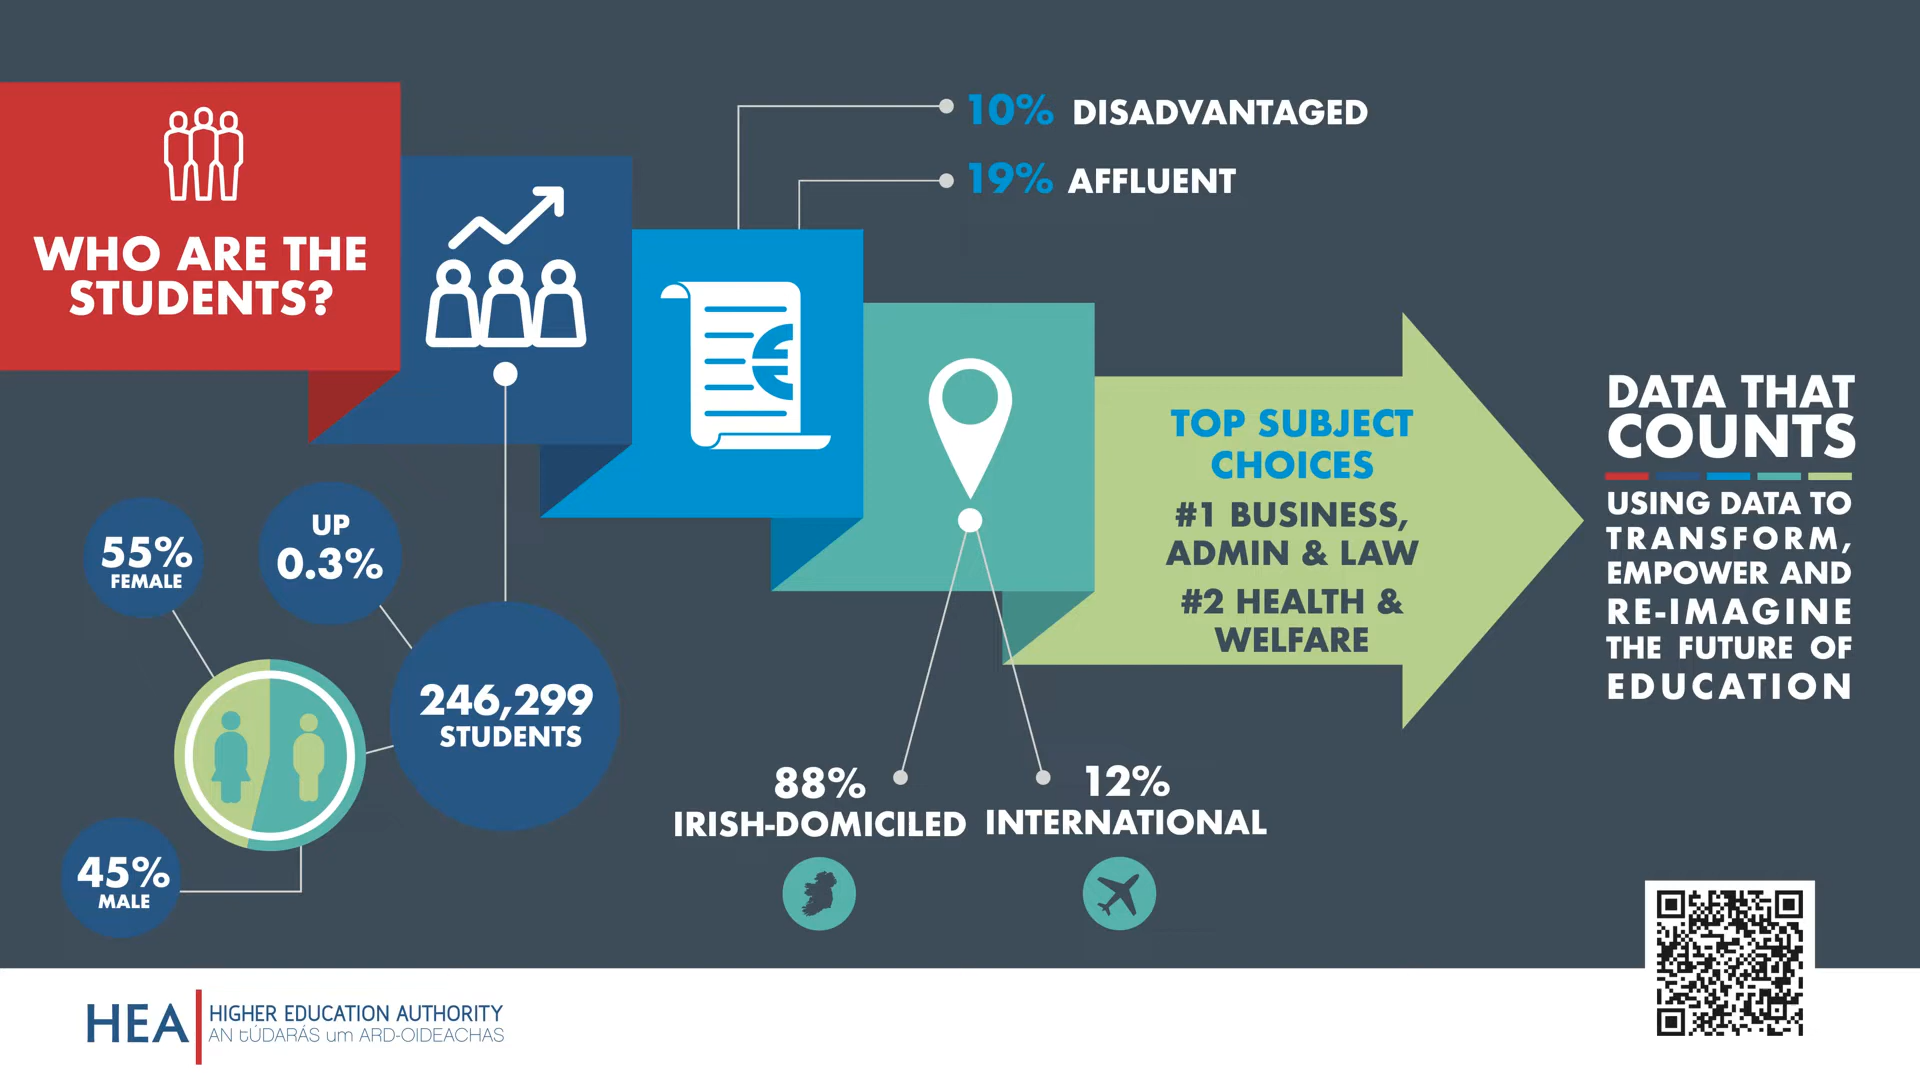 WHO ARE THE
STUDENTS?
10% DISADVANTAGED
19% AFFLUENT
TOP SUBJECT
CHOICES
#1 BUSINESS,
ADMIN & LAW
#2 HEALTH &
WELFARE
DATA THAT
COUNTS
USING DATA TO
TRANSFORM,
EMPOWER AND
RE-IMAGINE
THE FUTURE OF
EDUCATION
55%
FEMALE
UP
0.3%
246,299
STUDENTS
45%
MALE
88%
IRISH-DOMICILED
12%
INTERNATIONAL
HEA
HIGHER EDUCATION AUTHORITY
AN tÚDARÁS um ARD-OIDEACHAS